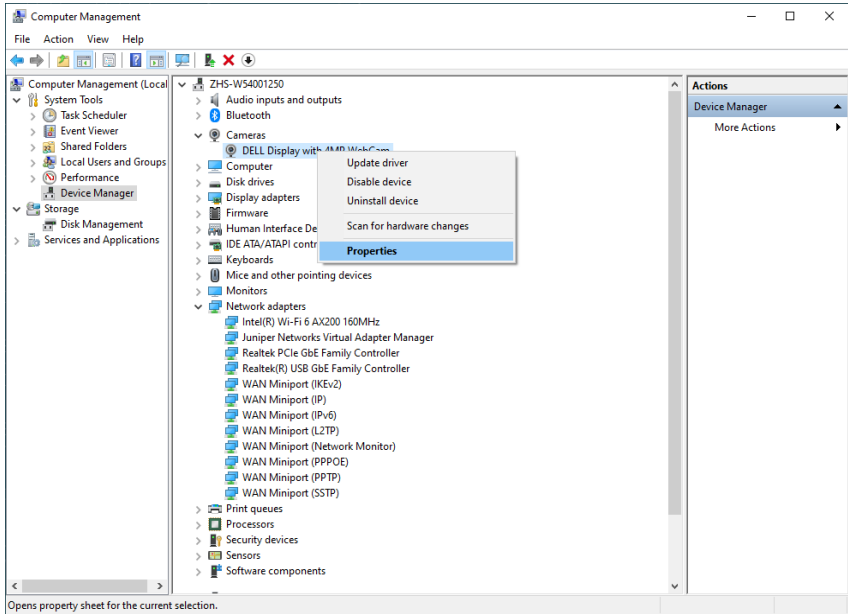 Computer Management
File Action View Help
Computer Management (Local
System Tools
Task Scheduler
Event Viewer
Shared Folders
Local Users and Groups
Performance
Device Manager
Storage
Disk Management
Services and Applications
ZHS-W54001250
Audio inputs and outputs
Bluetooth
Cameras
DELL Display with 4MP WebCam
Computer
Disk drives
Display adapters
Firmware
Human Interface De
IDE ATA/ATAPI contr
Keyboards
Mice and other pointing devices
Monitors
Network adapters
Intel(R) Wi-Fi 6 AX200 160MHz
Juniper Networks Virtual Adapter Manager
Realtek PCIe GbE Family Controller
Realtek(R) USB GbE Family Controller
WAN Miniport (IKEv2)
WAN Miniport (IP)
WAN Miniport (IPv6)
WAN Miniport (L2TP)
WAN Miniport (Network Monitor)
WAN Miniport (PPPOE)
WAN Miniport (PPTP)
WAN Miniport (SSTP)
Print queues
Processors
Security devices
Sensors
Software components
Update driver
Disable device
Uninstall device
Scan for hardware changes
Properties
Actions
Device Manager
More Actions
Opens property sheet for the current selection.